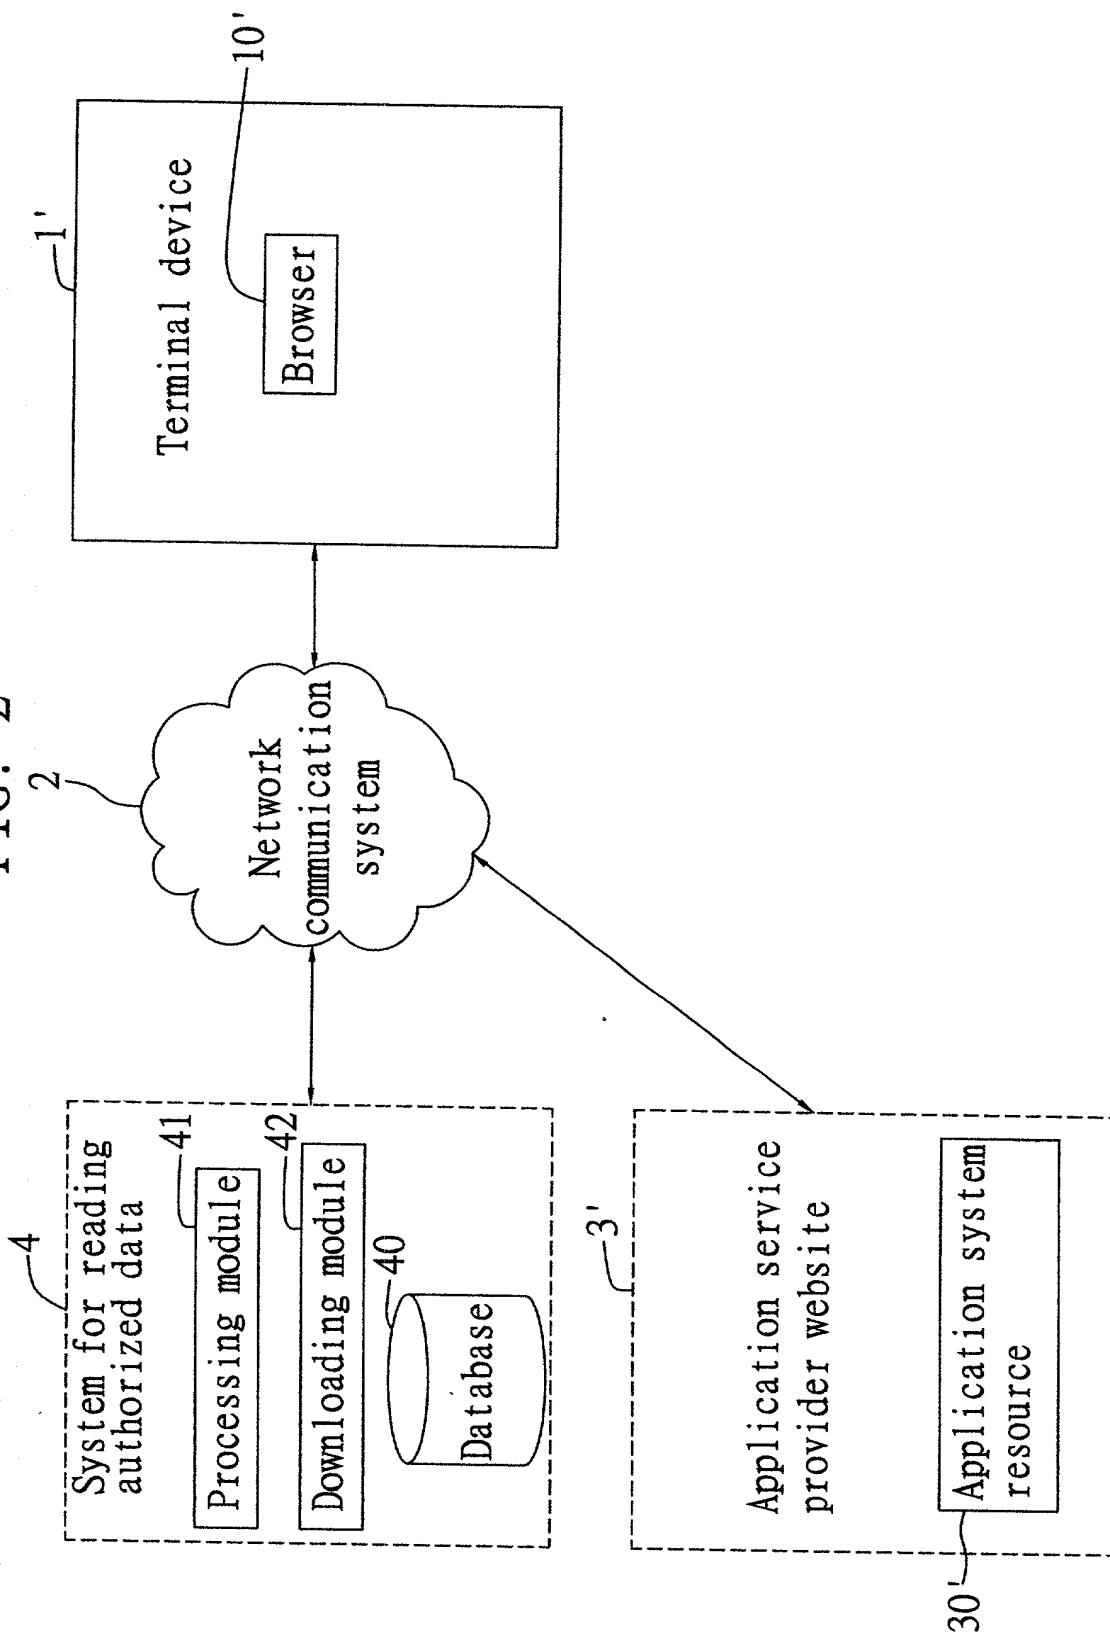 FIG. 2
4
System for reading
authorized data
Processing module
41
Downloading module
42
40
Database
2
Network
communication
system
1'
Terminal device
10'
Browser
3'
Application service
provider website
Application system
resource
30'